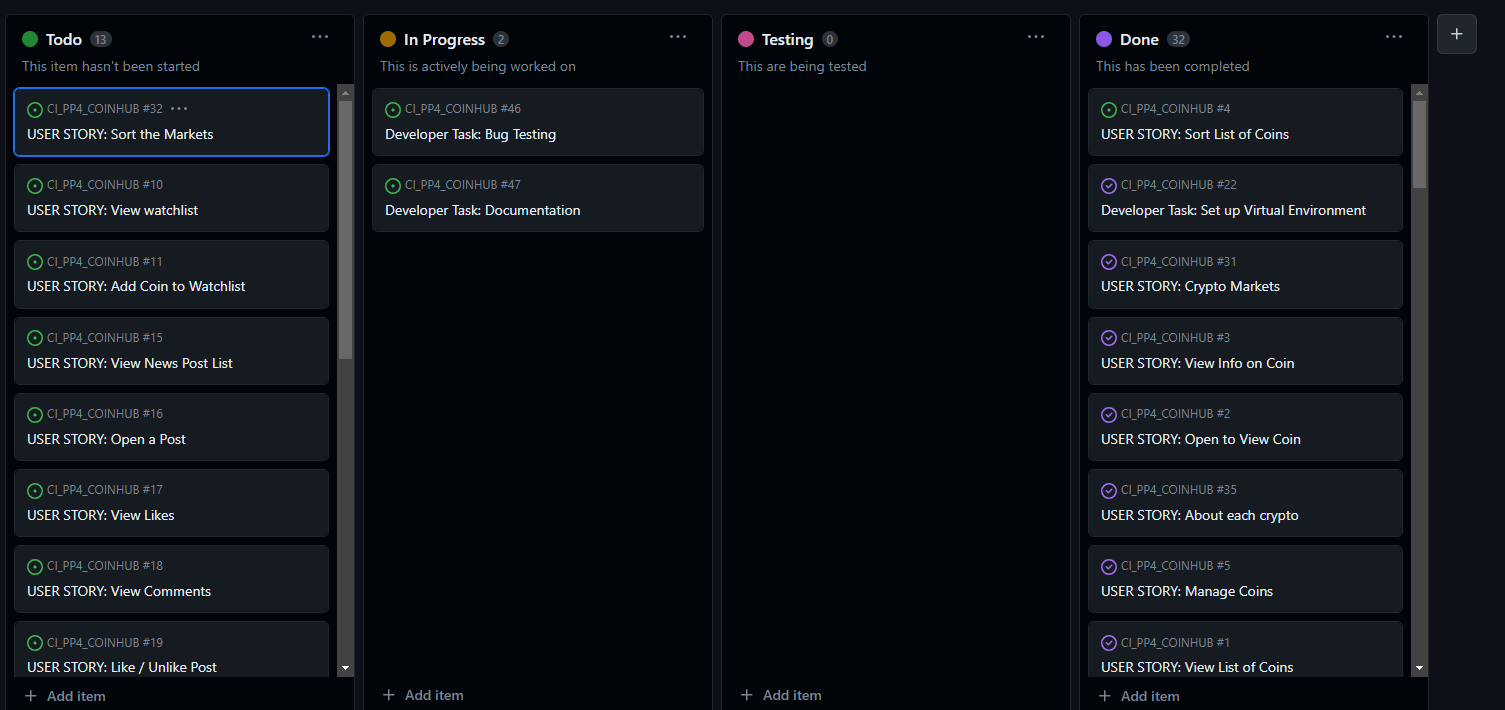 Todo 13
This item hasn't been started
CI_PP4_COINHUB #32
USER STORY: Sort the Markets
CI_PP4_COINHUB #10
USER STORY: View watchlist
CI_PP4_COINHUB #11
USER STORY: Add Coin to Watchlist
CI_PP4_COINHUB #15
USER STORY: View News Post List
CI_PP4_COINHUB #16
USER STORY: Open a Post
CI_PP4_COINHUB #17
USER STORY: View Likes
CI_PP4_COINHUB #18
USER STORY: View Comments
CI_PP4_COINHUB #19
USER STORY: Like / Unlike Post
+ Add item
In Progress 2
This is actively being worked on
CI_PP4_COINHUB #46
Developer Task: Bug Testing
CI_PP4_COINHUB #47
Developer Task: Documentation
+ Add item
Testing 0
This are being tested
+ Add item
Done 32
This has been completed
CI_PP4_COINHUB #4
USER STORY: Sort List of Coins
CI_PP4_COINHUB #22
Developer Task: Set up Virtual Environment
CI_PP4_COINHUB #31
USER STORY: Crypto Markets
CI_PP4_COINHUB #3
USER STORY: View Info on Coin
CI_PP4_COINHUB #2
USER STORY: Open to View Coin
CI_PP4_COINHUB #35
USER STORY: About each crypto
CI_PP4_COINHUB #5
USER STORY: Manage Coins
CI_PP4_COINHUB #1
USER STORY: View List of Coins
+ Add item
+